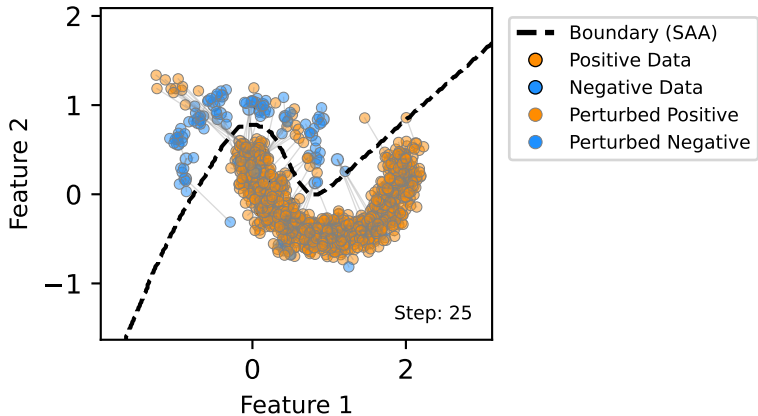 2
1
0
−1
0
2
Feature 2
Feature 1
Step: 25
Boundary (SAA)
Positive Data
Negative Data
Perturbed Positive
Perturbed Negative